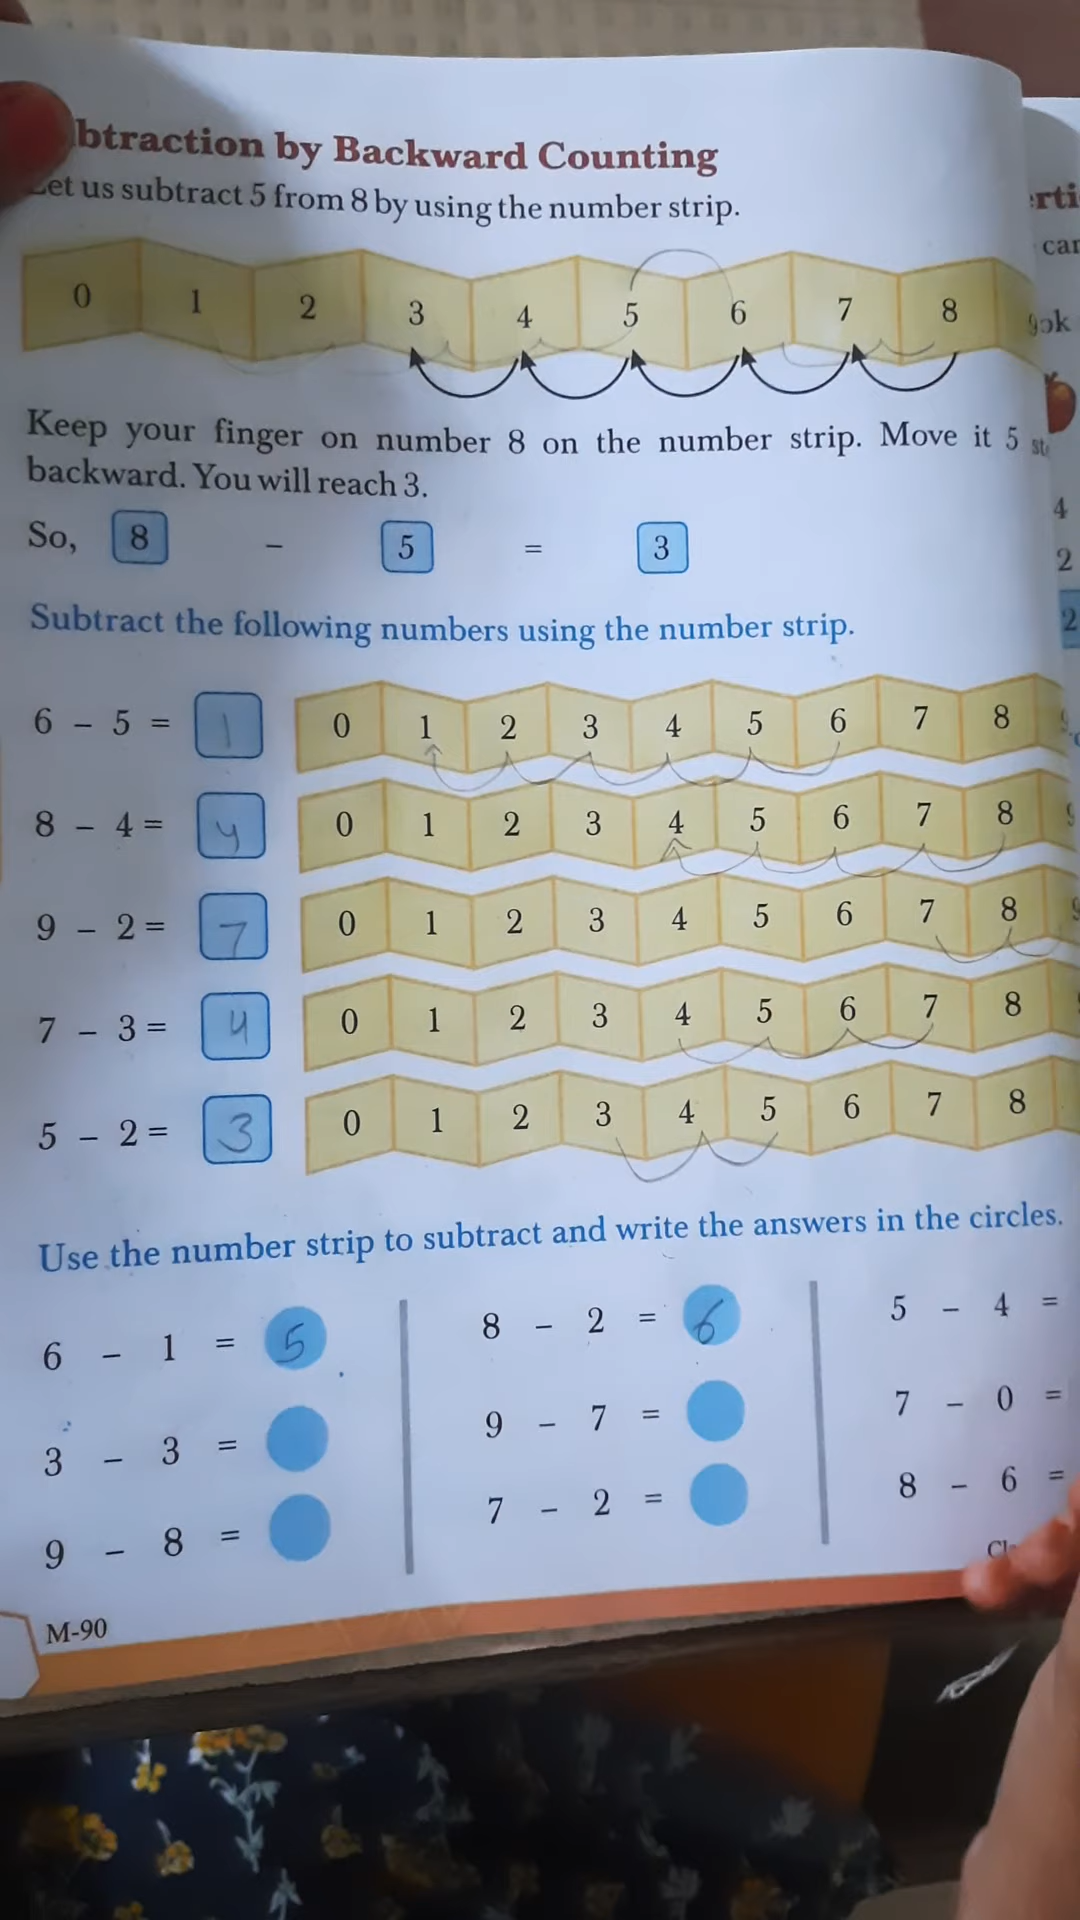 btraction by Backward Counting
Let us subtract 5 from 8 by using the number strip.
0 1 2 3 4 5 6 7 8
Keep your finger on number 8 on the number strip. Move it 5
backward. You will reach 3.
So, 8 - 5 = 3
Subtract the following numbers using the number strip.
6 - 5 = 1 0 1 2 3 4 5 6 7 8
8 - 4 = 4 0 1 2 3 4 5 6 7 8
9 - 2 = 7 0 1 2 3 4 5 6 7 8
7 - 3 = 4 0 1 2 3 4 5 6 7 8
5 - 2 = 3 0 1 2 3 4 5 6 7 8
Use the number strip to subtract and write the answers in the circles.
6 - 1 = 5 8 - 2 = 6 5 - 4 =
3 - 3 = 9 - 7 = 7 - 0 =
9 - 8 = 7 - 2 = 8 - 6 =
M-90
rti
car
4
2
2